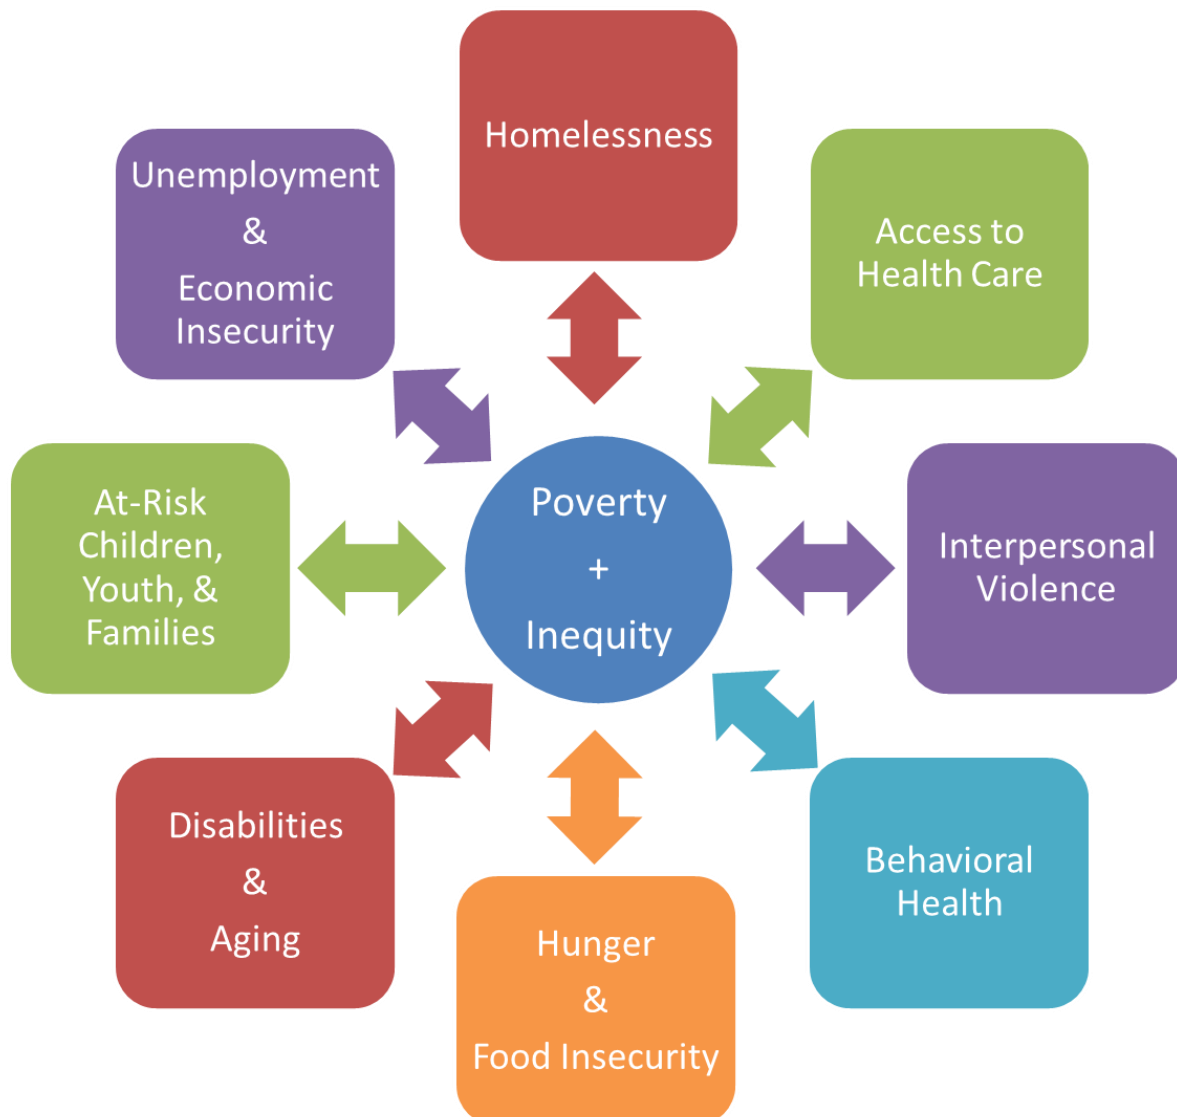 Homelessness
Access to
Health Care
Interpersonal
Violence
Behavioral
Health
Hunger
&
Food Insecurity
Disabilities
&
Aging
At-Risk
Children,
Youth, &
Families
Unemployment
&
Economic
Insecurity
Poverty
+
Inequity